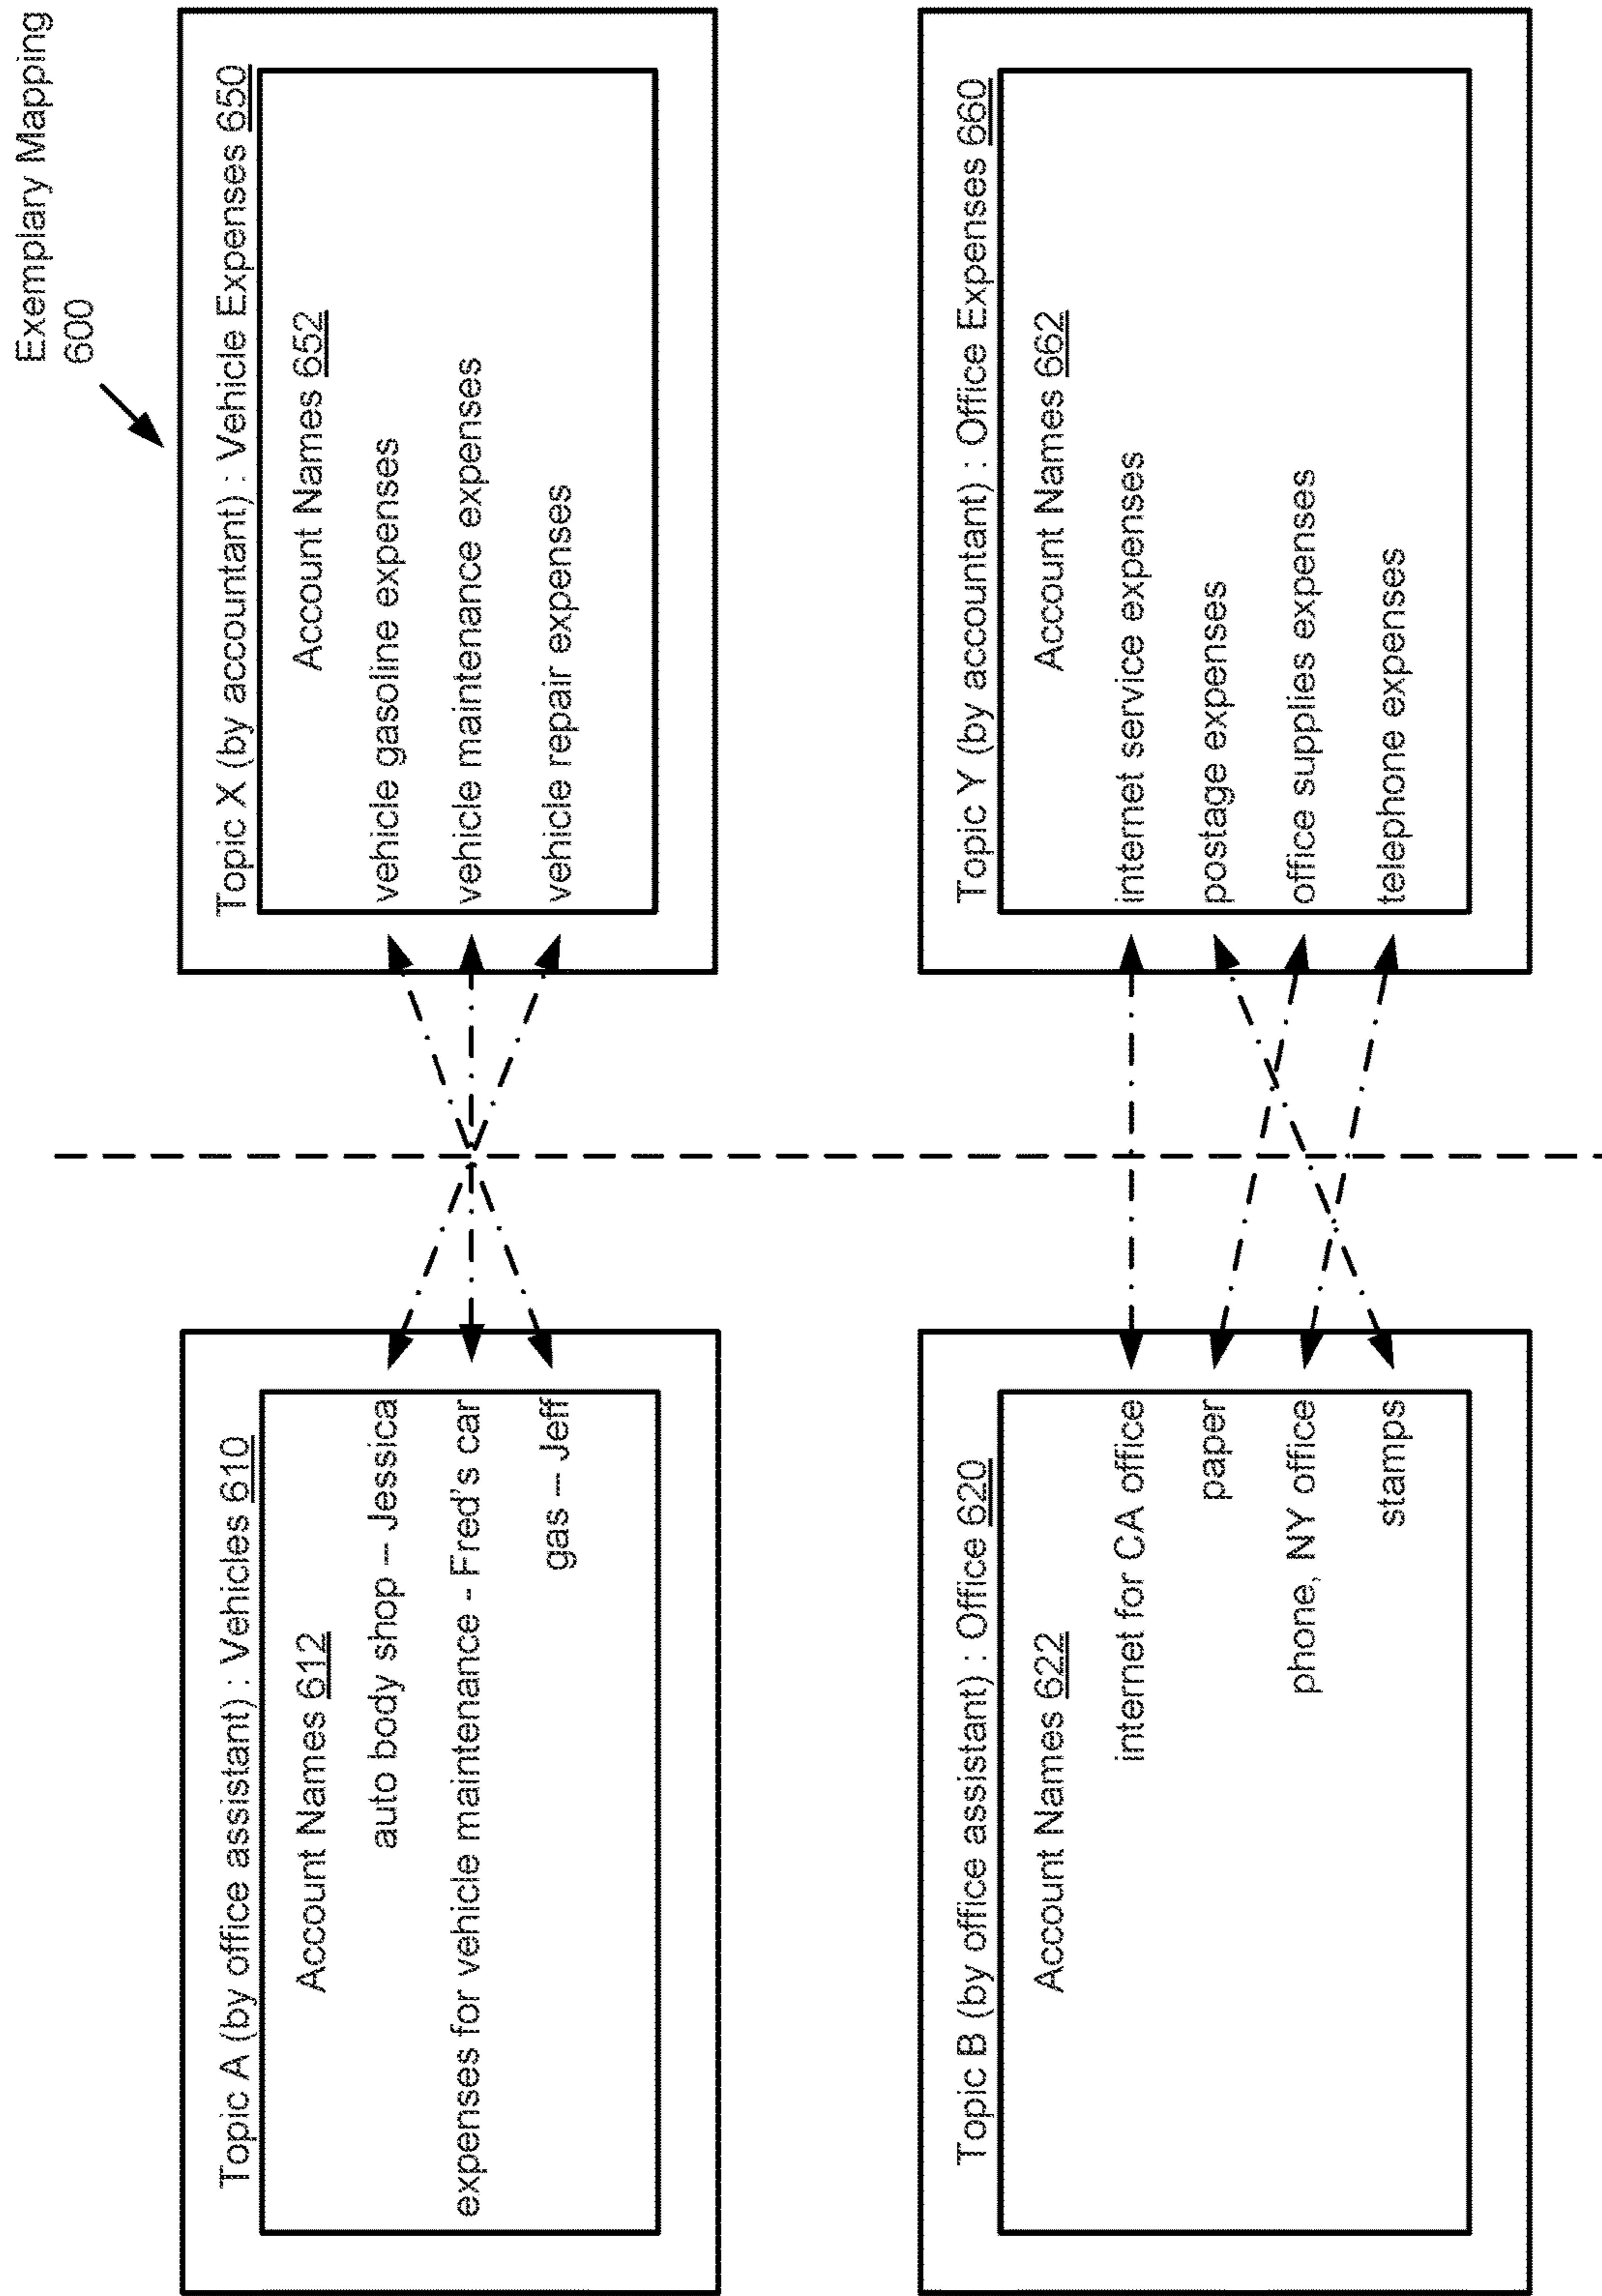 Exemplary Mapping
600
Topic A (by office assistant) : Vehicles 610
Account Names 612
auto body shop -- Jessica
expenses for vehicle maintenance - Fred's car
gas -- Jeff
Topic X (by accountant) : Vehicle Expenses 650
Account Names 652
vehicle gasoline expenses
vehicle maintenance expenses
vehicle repair expenses
Topic B (by office assistant) : Office 620
Account Names 622
internet for CA office
paper
phone, NY office
stamps
Topic Y (by accountant) : Office Expenses 660
Account Names 662
internet service expenses
postage expenses
office supplies expenses
telephone expenses